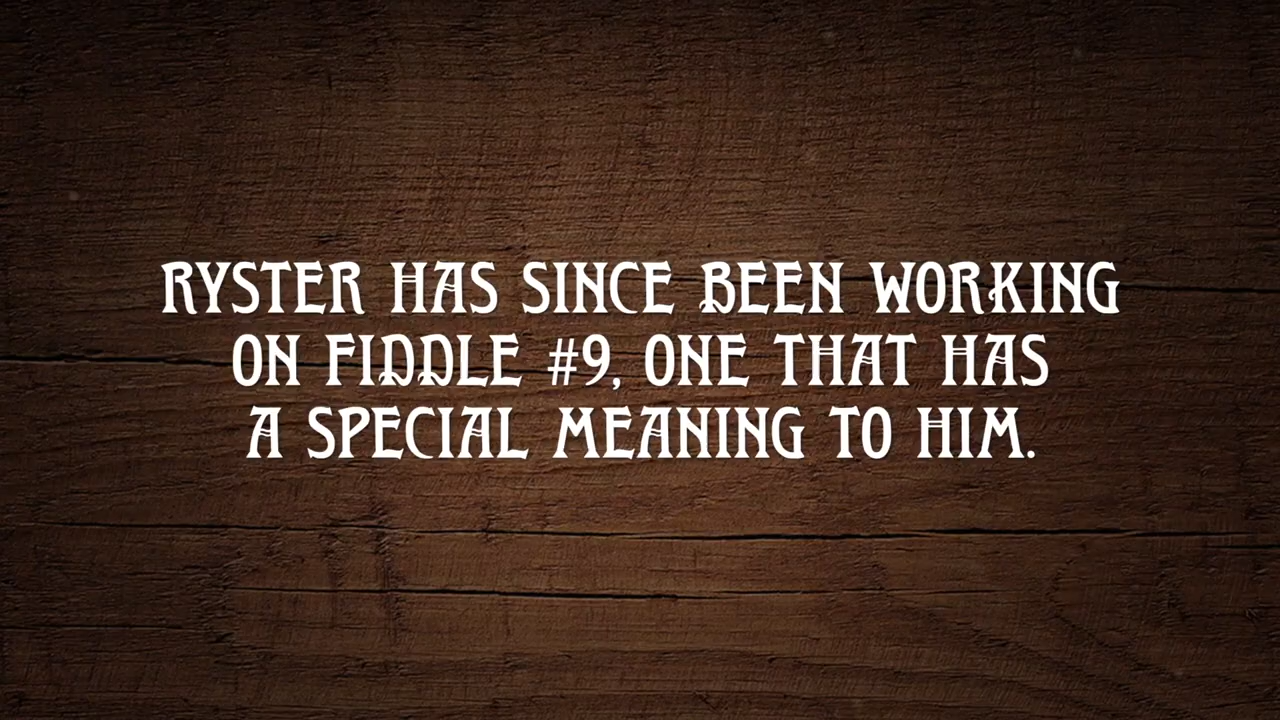 RYSTER HAS SINCE BEEN WORKING
ON FIDDLE #9, ONE THAT HAS
A SPECIAL MEANING TO HIM.